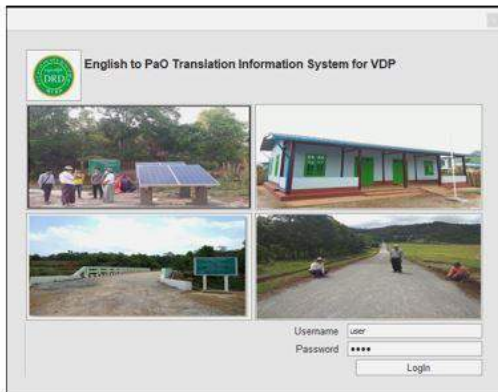 English to PaO Translation Information System for VDP
DRD
Username
user
Password
••••
LogIn